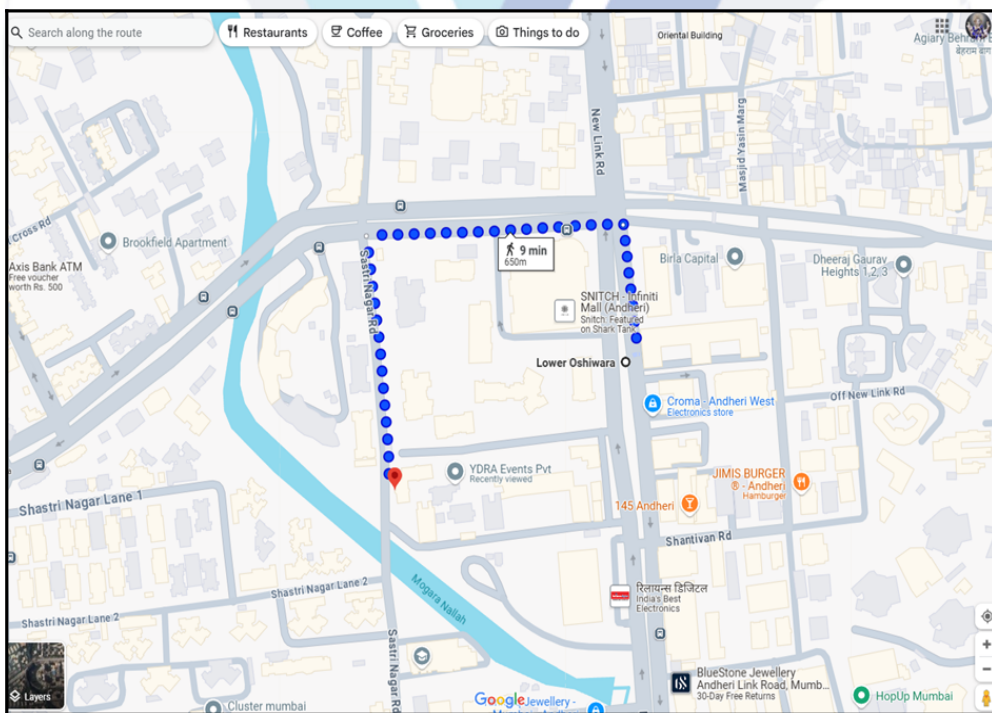 Search along the route
Restaurants
Coffee
Groceries
Things to do
Oriental Building
Agiary Behram B
बेहराम बाग
New Link Rd
Masjid Yasin Marg
Cross Rd
Brookfield Apartment
Axis Bank ATM
Free voucher
worth Rs. 500
9 min
650m
Sastri Nagar Rd
Birla Capital
Dheeraj Gaurav
Heights 1, 2, 3
SNITCH - Infiniti
Mall (Andheri)
Snitch: Featured
on Shark Tank
Lower Oshiwara
Croma - Andheri West
Electronics store
Off New Link Rd
YDRA Events Pvt
Recently viewed
JIMIS BURGER
® - Andheri
Hamburger
145 Andheri
Shastri Nagar Lane 1
Shantivan Rd
Shastri Nagar Lane 2
Shastri Nagar Lane 2
Mogara Nallah
रिलायन्स डिजिटल
India's Best
Electronics
Sastri Nagar Rd
Layers
BlueStone Jewellery
Andheri Link Road, Mumb...
30-Day Free Returns
HopUp Mumbai
Google
Jewellery -
Cluster mumbai